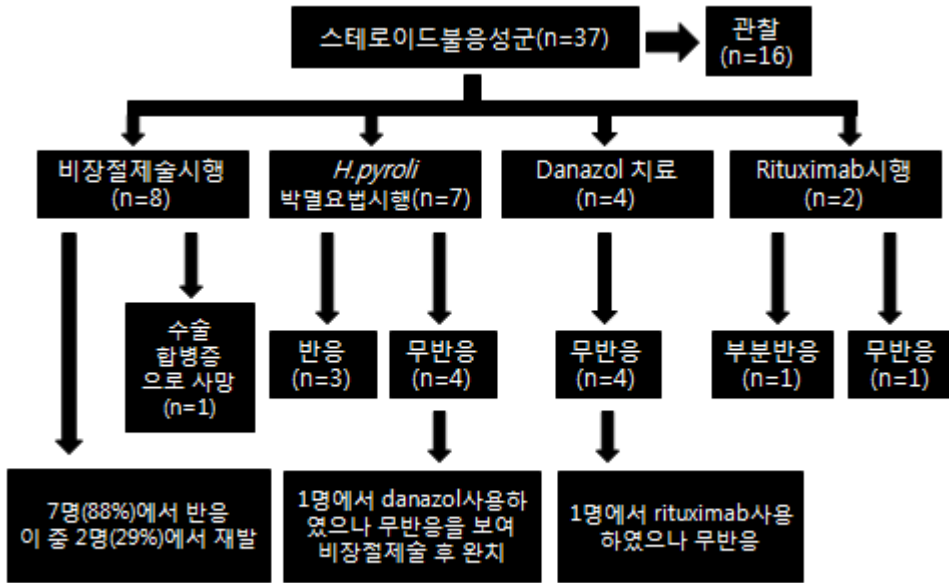 스테로이드불응성군(n=37)
관찰
(n=16)
비장절제술시행
(n=8)
H.pyroli
박멸요법시행(n=7)
Danazol 치료
(n=4)
Rituximab시행
(n=2)
수술
합병증
으로 사망
(n=1)
반응
(n=3)
무반응
(n=4)
무반응
(n=4)
부분반응
(n=1)
무반응
(n=1)
7명(88%)에서 반응
이 중 2명(29%)에서 재발
1명에서 danazol사용하
였으나 무반응을 보여
비장절제술 후 완치
1명에서 rituximab사용
하였으나 무반응